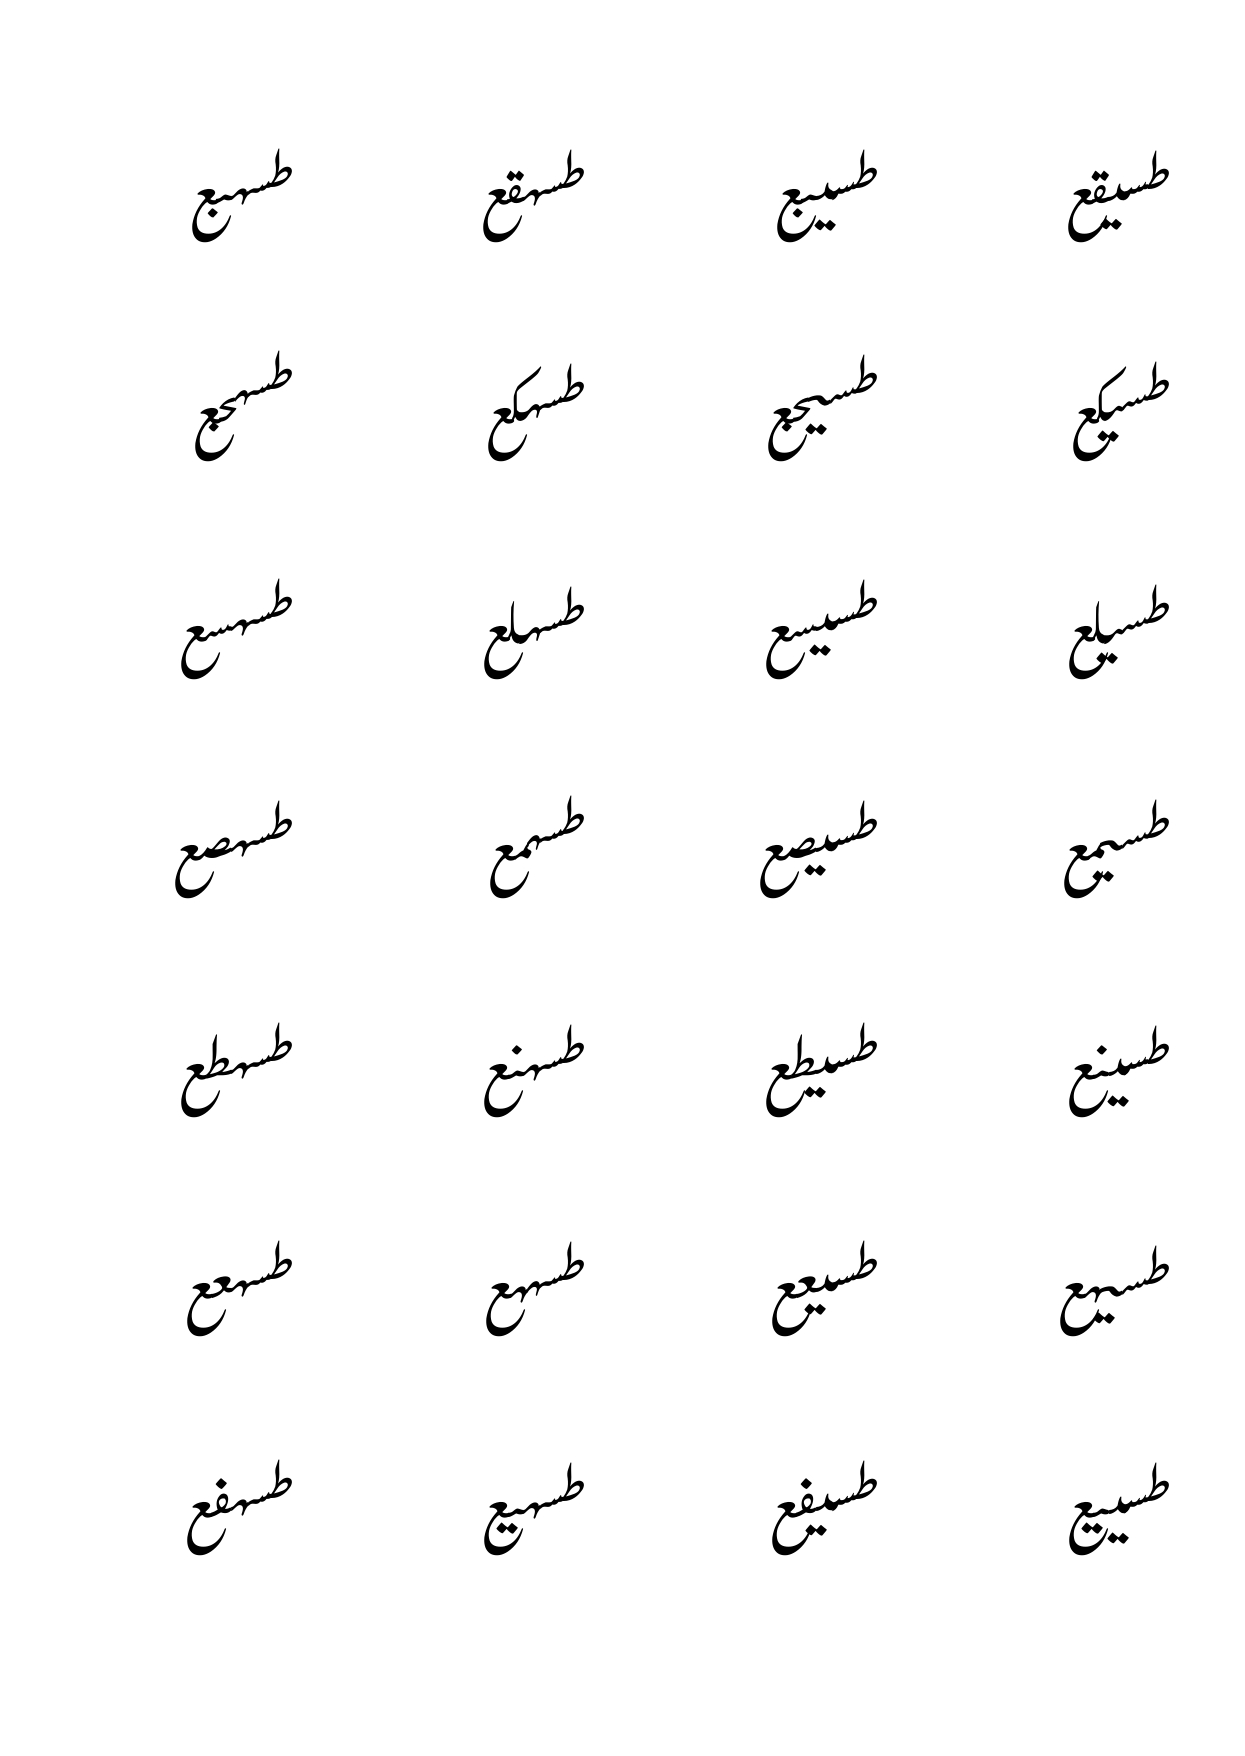 طسيقع طسيبع طسهقع طسهبع
طسيكع طسيجع طسهكع طسهجع
طسيلع طسيسع طسهلع طسهسع
طسيمع طسيصع طسهمع طسهصع
طسينع طسيطع طسهنع طسهطع
طسيهع طسيعع طسههع طسهعع
طسييع طسيفع طسهيع طسهفع